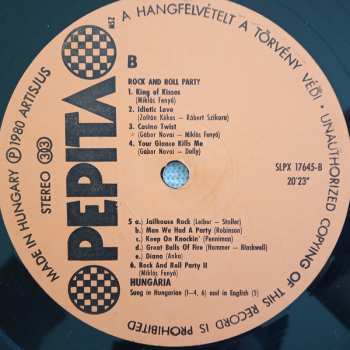 A HANGFELVÉTELT A TÖRVÉNY VÉDI · UNAUTHORIZED COPYING OF THIS RECORD IS PROHIBITED
MADE IN HUNGARY Ⓟ 1980 ARTISJUS
STEREO 33
PEPITA
MSZ
B
ROCK AND ROLL PARTY
1. King of Kisses
(Miklós Fenyő)
2. Idiotic Love
(Zoltán Kékes - Róbert Szikora)
3. Casino Twist
(Gábor Novai - Miklós Fenyő)
4. Your Glance Kills Me
(Gábor Novai - Dolly)
SLPX 17645-B
20'23"
5 a.) Jailhouse Rock (Leiber - Stoller)
b.) Man We Had A Party (Robinson)
c.) Keep On Knockin' (Penniman)
d.) Great Balls Of Fire (Hammer - Blackwell)
e.) Diana (Anka)
6. Rock And Roll Party II
(Miklós Fenyő)
HUNGÁRIA
Sung in Hungarian (1-4, 6) and in English (5)